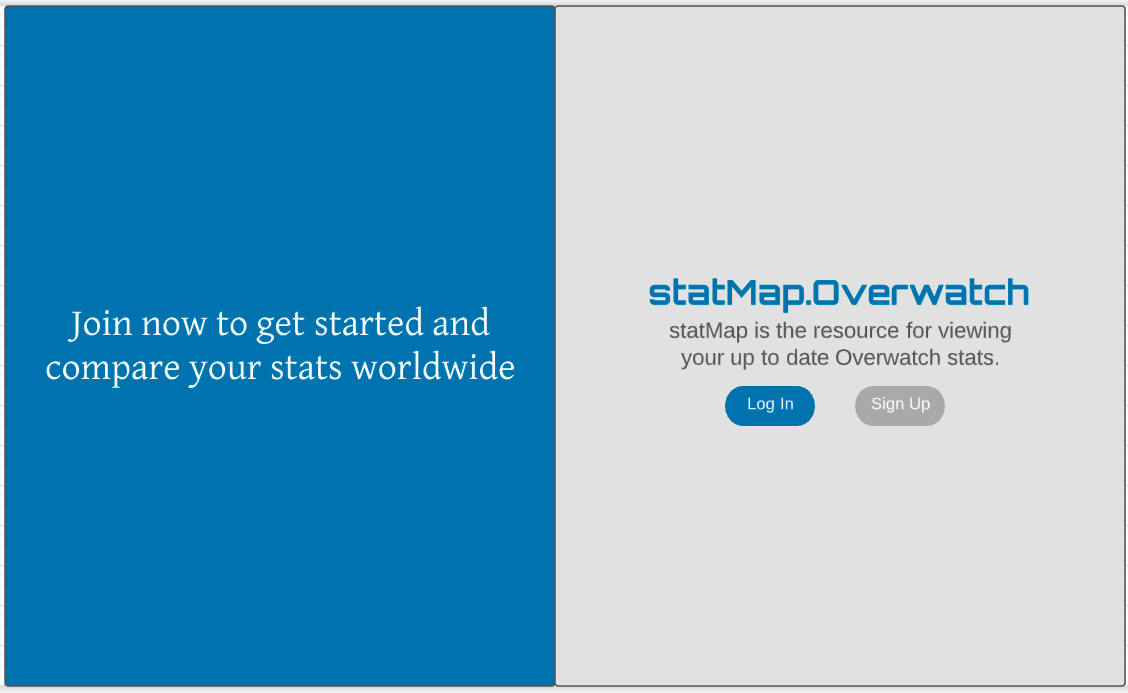 Join now to get started and
compare your stats worldwide
statMap.Overwatch
statMap is the resource for viewing
your up to date Overwatch stats.
Log In
Sign Up